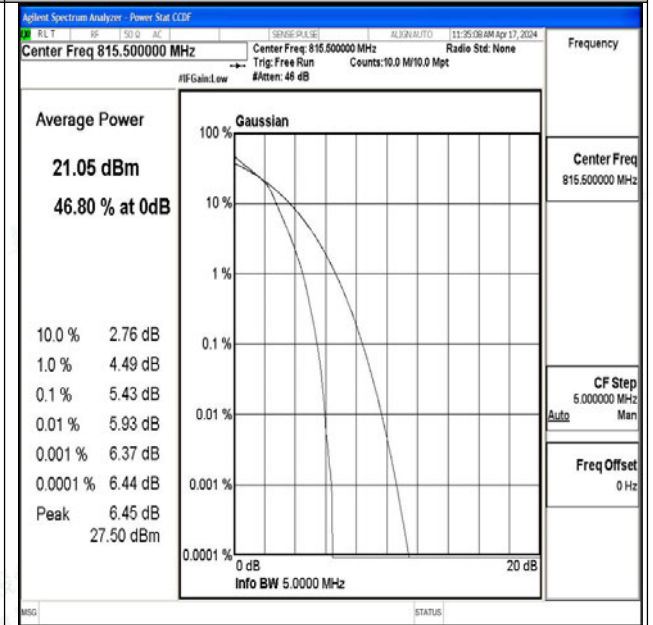 Agilent Spectrum Analyzer - Power Stat CCDF
RLT RF 50 Ω AC SENSE:PULSE ALIGN AUTO 11:35:08 AM Apr 17, 2024
Center Freq 815.500000 MHz
Center Freq: 815.500000 MHz Radio Std: None
Trig: Free Run Counts:10.0 M/10.0 Mpt
#IFGain:Low #Atten: 46 dB
Frequency
Average Power
21.05 dBm
46.80 % at 0dB
10.0 % 2.76 dB
1.0 % 4.49 dB
0.1 % 5.43 dB
0.01 % 5.93 dB
0.001 % 6.37 dB
0.0001 % 6.44 dB
Peak 6.45 dB
27.50 dBm
Gaussian
100 %
10 %
1 %
0.1 %
0.01 %
0.001 %
0.0001 %
0 dB 20 dB
Info BW 5.0000 MHz
Center Freq
815.500000 MHz
CF Step
5.000000 MHz
Auto Man
Freq Offset
0 Hz
MSG STATUS